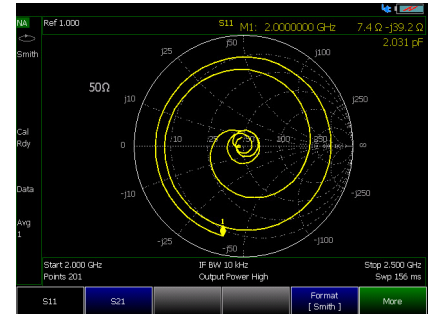 NA
Ref 1.000
S11
M1: 2.0000000 GHz 7.4 Ω -j39.2 Ω
2.031 pF
Smith
j50
j25
j100
50Ω
j10
j250
Cal
Rdy
0
10
25
100
∞
-j10
-j250
Data
Avg
1
1
-j25
-j100
-j50
Start 2.000 GHz
IF BW 10 kHz
Stop 2.500 GHz
Points 201
Output Power High
Swp 156 ms
S11
S21
Format
[ Smith ]
More